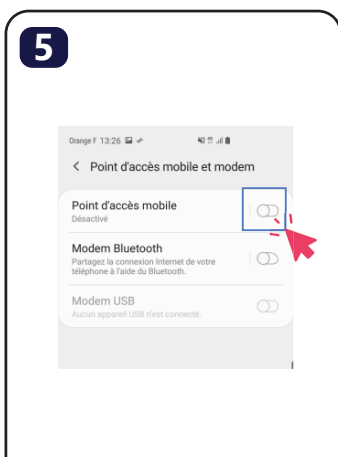 5
Orange F 13:26
Point d'accès mobile et modem
Point d'accès mobile
Désactivé
Modem Bluetooth
Partagez la connexion Internet de votre
téléphone à l'aide du Bluetooth.
Modem USB
Aucun appareil USB n'est connecté.